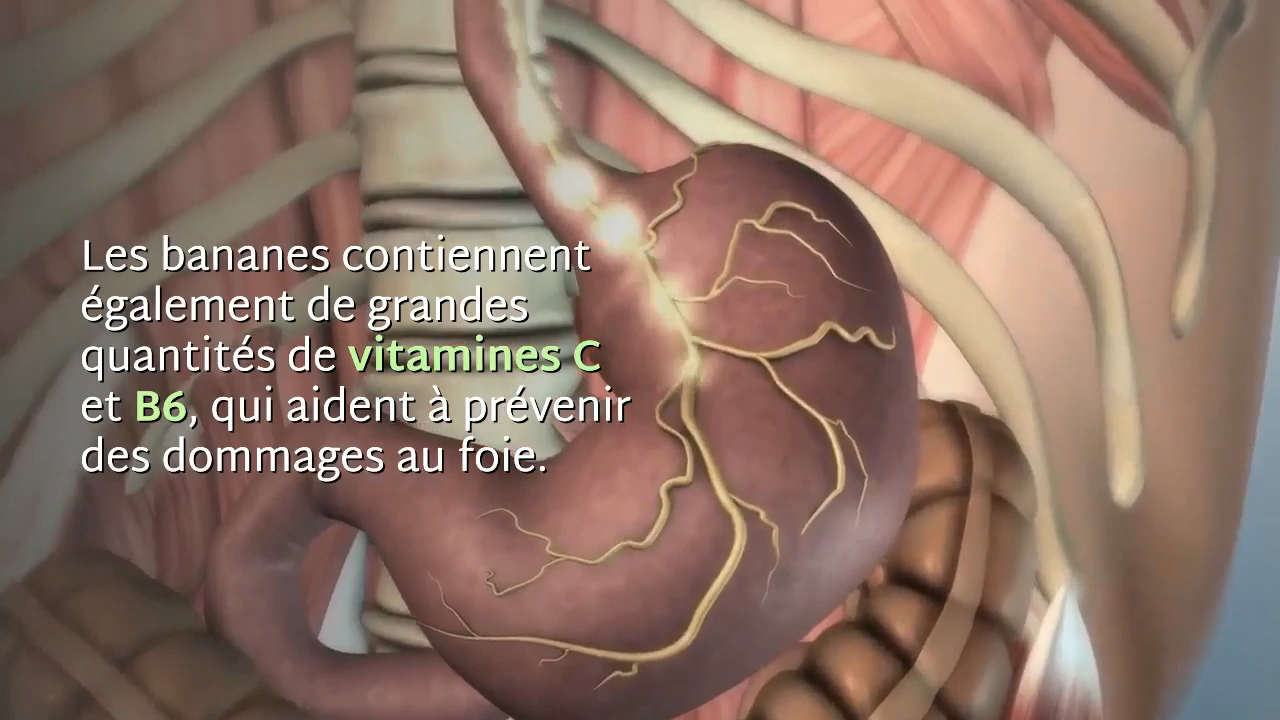 Les bananes contiennent
également de grandes
quantités de vitamines C
et B6, qui aident à prévenir
des dommages au foie.